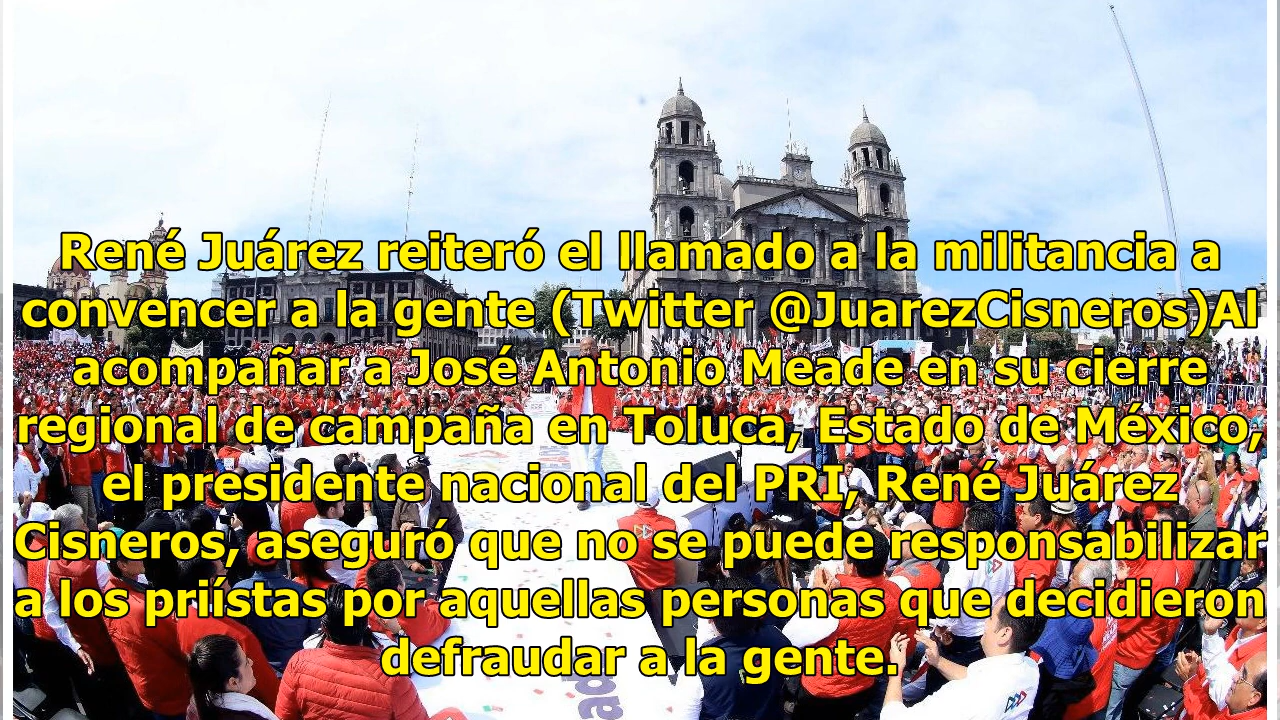 René Juárez reiteró el llamado a la militancia a
convencer a la gente (Twitter @JuarezCisneros)Al
acompañar a José Antonio Meade en su cierre
regional de campaña en Toluca, Estado de México,
el presidente nacional del PRI, René Juárez
Cisneros, aseguró que no se puede responsabilizar
a los priístas por aquellas personas que decidieron
defraudar a la gente.